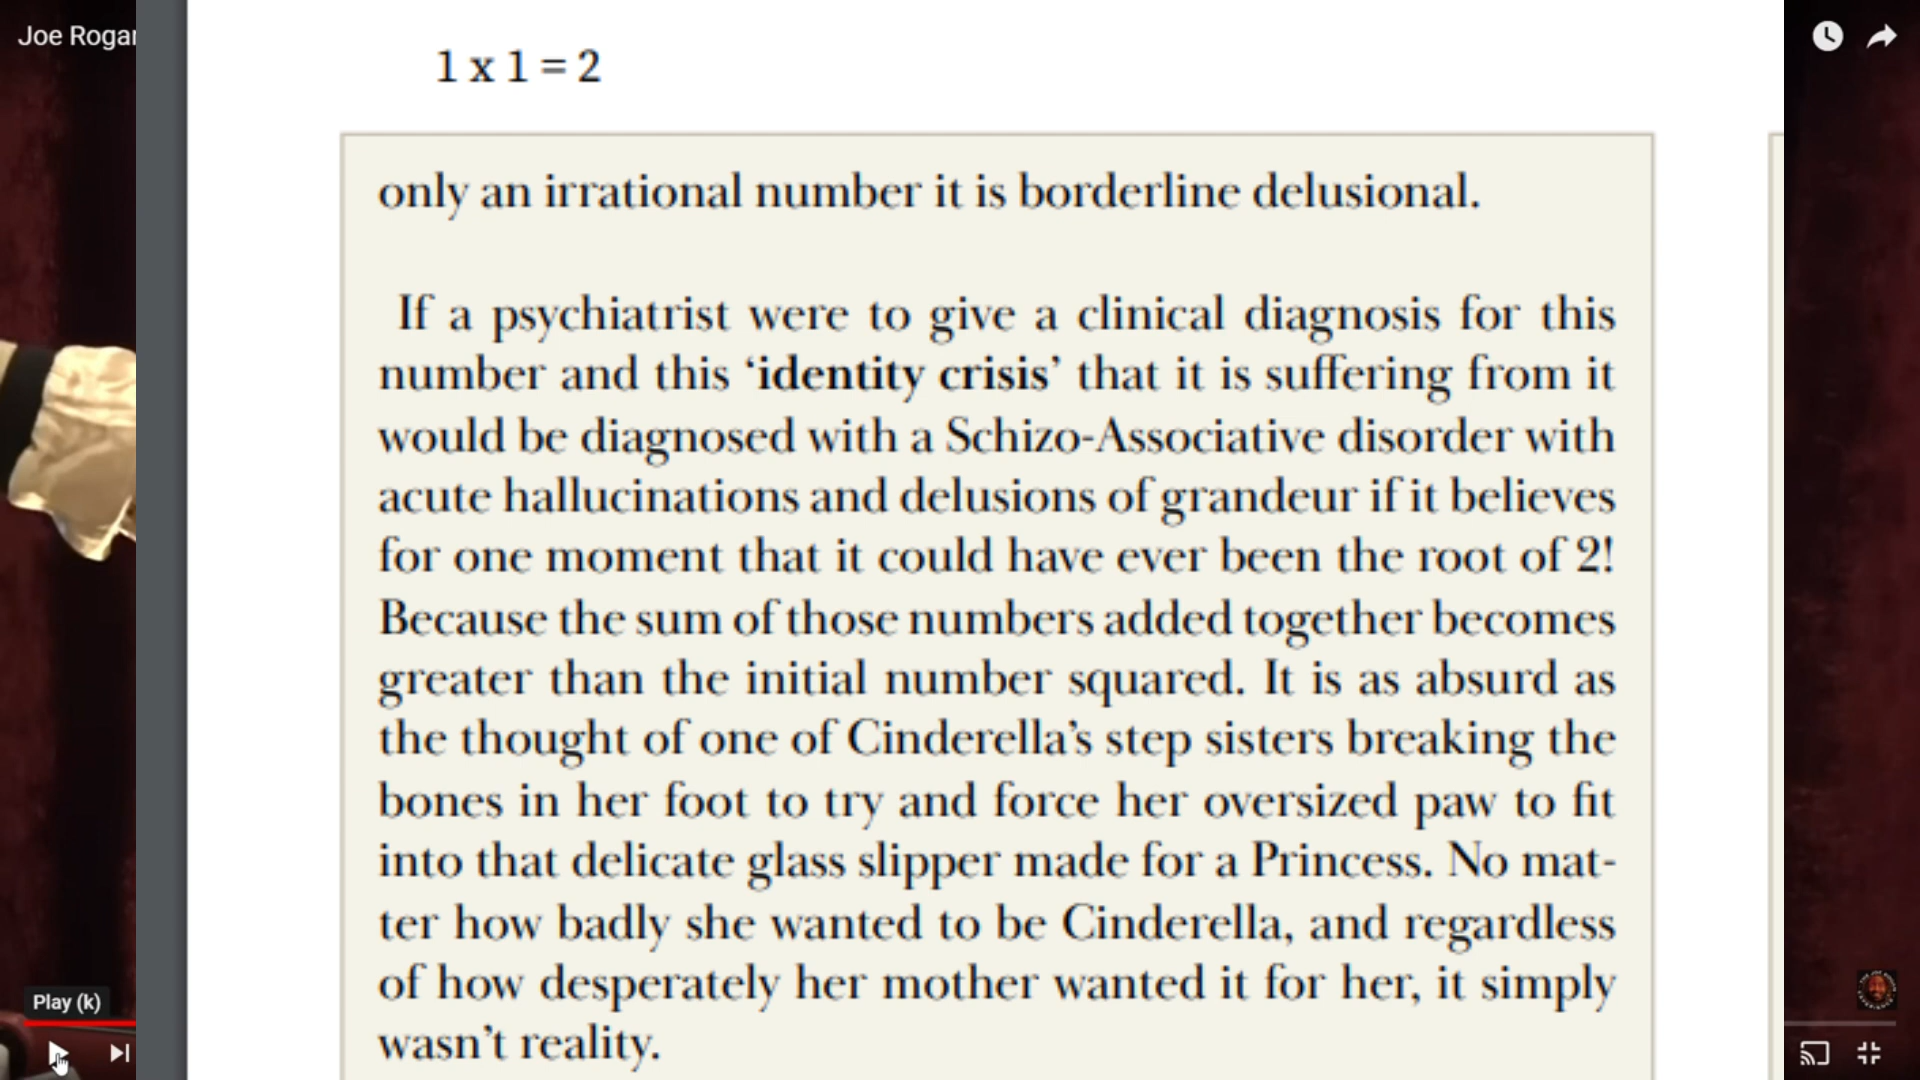 Joe Rogan
1 x 1 = 2
only an irrational number it is borderline delusional.
If a psychiatrist were to give a clinical diagnosis for this
number and this ‘identity crisis’ that it is suffering from it
would be diagnosed with a Schizo-Associative disorder with
acute hallucinations and delusions of grandeur if it believes
for one moment that it could have ever been the root of 2!
Because the sum of those numbers added together becomes
greater than the initial number squared. It is as absurd as
the thought of one of Cinderella’s step sisters breaking the
bones in her foot to try and force her oversized paw to fit
into that delicate glass slipper made for a Princess. No mat-
ter how badly she wanted to be Cinderella, and regardless
of how desperately her mother wanted it for her, it simply
wasn’t reality.
Play (k)